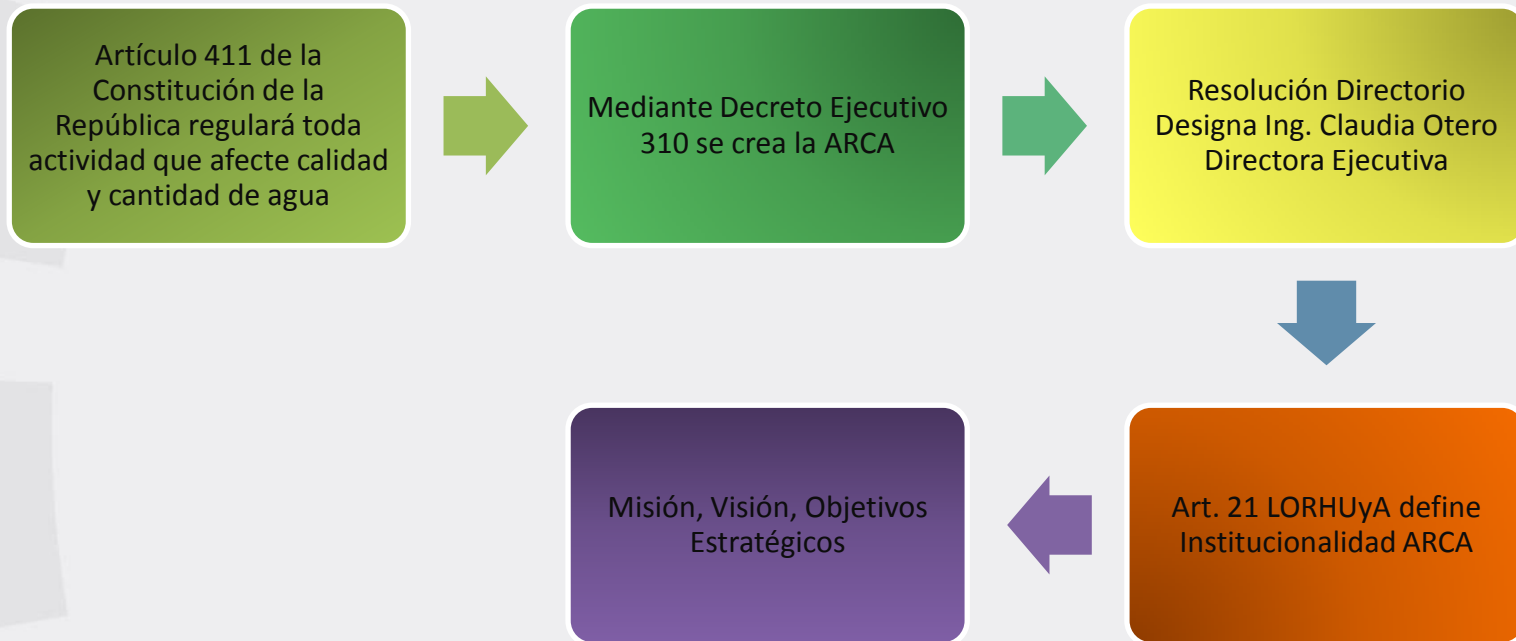 Artículo 411 de la
Constitución de la
República regulará toda
actividad que afecte calidad
y cantidad de agua
Mediante Decreto Ejecutivo
310 se crea la ARCA
Resolución Directorio
Designa Ing. Claudia Otero
Directora Ejecutiva
Art. 21 LORHUyA define
Institucionalidad ARCA
Misión, Visión, Objetivos
Estratégicos